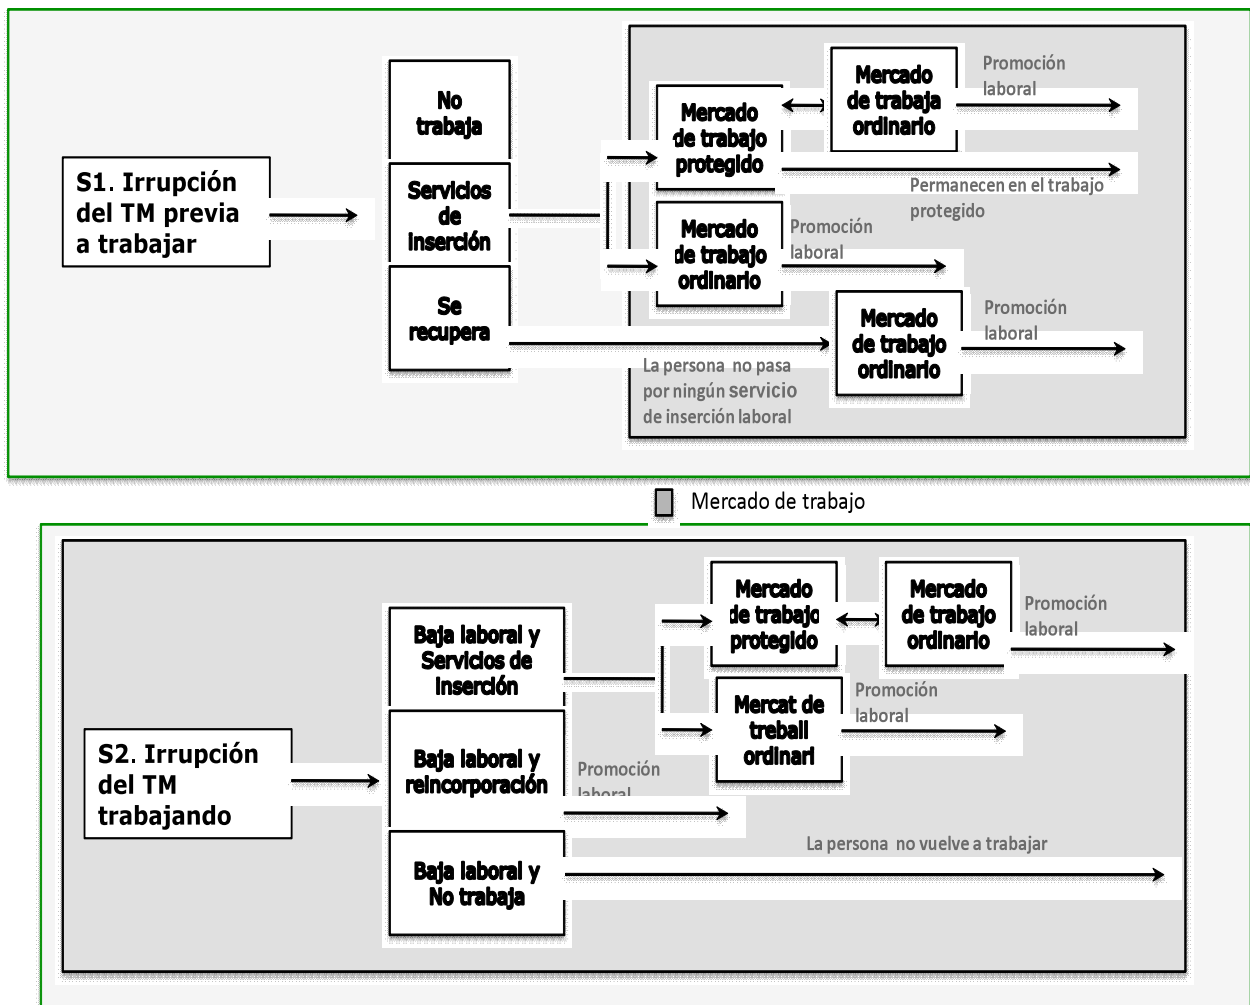 S1. Irrupción
del TM previa
a trabajar
No
trabaja
Servicios
de
inserción
Se
recupera
Mercado
de trabajo
protegido
Mercado
de trabaja
ordinario
Promoción
laboral
Permanecen en el trabajo
protegido
Mercado
de trabajo
ordinario
Promoción
laboral
La persona no pasa
por ningún servicio
de inserción laboral
Mercado
de trabajo
ordinario
Promoción
laboral
Mercado de trabajo
S2. Irrupción
del TM
trabajando
Baja laboral y
Servicios de
inserción
Baja laboral y
reincorporación
Baja laboral y
No trabaja
Mercado
de trabajo
protegido
Mercado
de trabajo
ordinario
Promoción
laboral
Mercat de
treball
ordinari
Promoción
laboral
Promoción
laboral
La persona no vuelve a trabajar